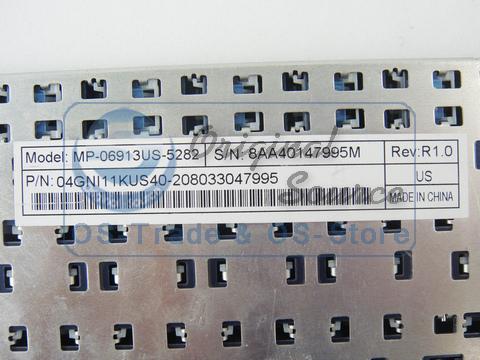 Model: MP-06913US-5282 S/N: 8AA40147995M Rev:R1.0
P/N: 04GNI11KUS40-208033047995 US
MADE IN CHINA
Original
Source
OS-Trade & OS-Store